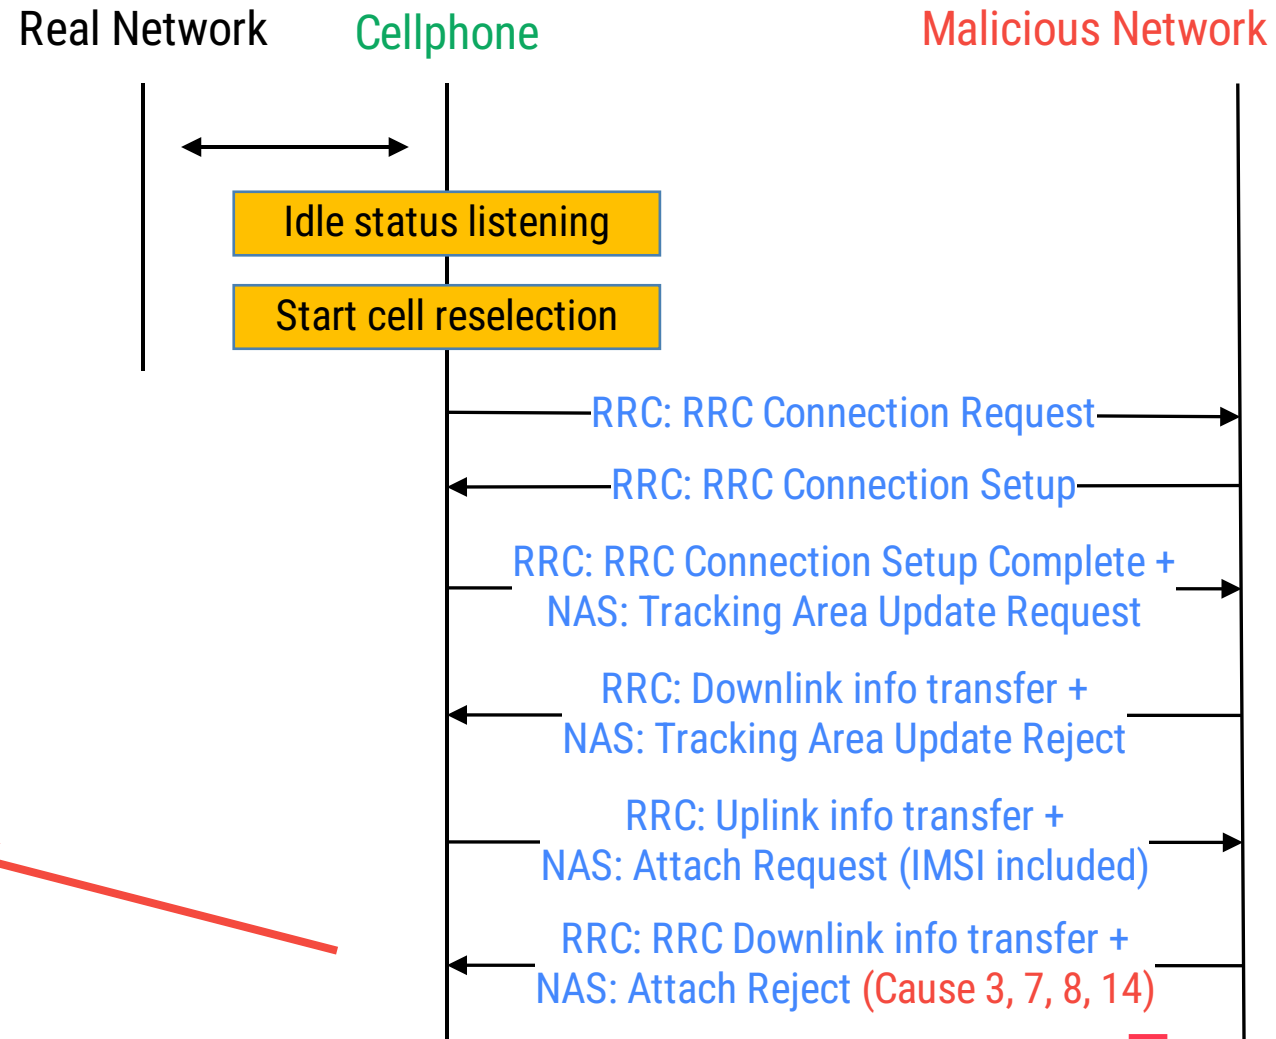 Real Network
Cellphone
Malicious Network
Idle status listening
Start cell reselection
RRC: RRC Connection Request
RRC: RRC Connection Setup
RRC: RRC Connection Setup Complete +
NAS: Tracking Area Update Request
RRC: Downlink info transfer +
NAS: Tracking Area Update Reject
RRC: Uplink info transfer +
NAS: Attach Request (IMSI included)
RRC: RRC Downlink info transfer +
NAS: Attach Reject (Cause 3, 7, 8, 14)